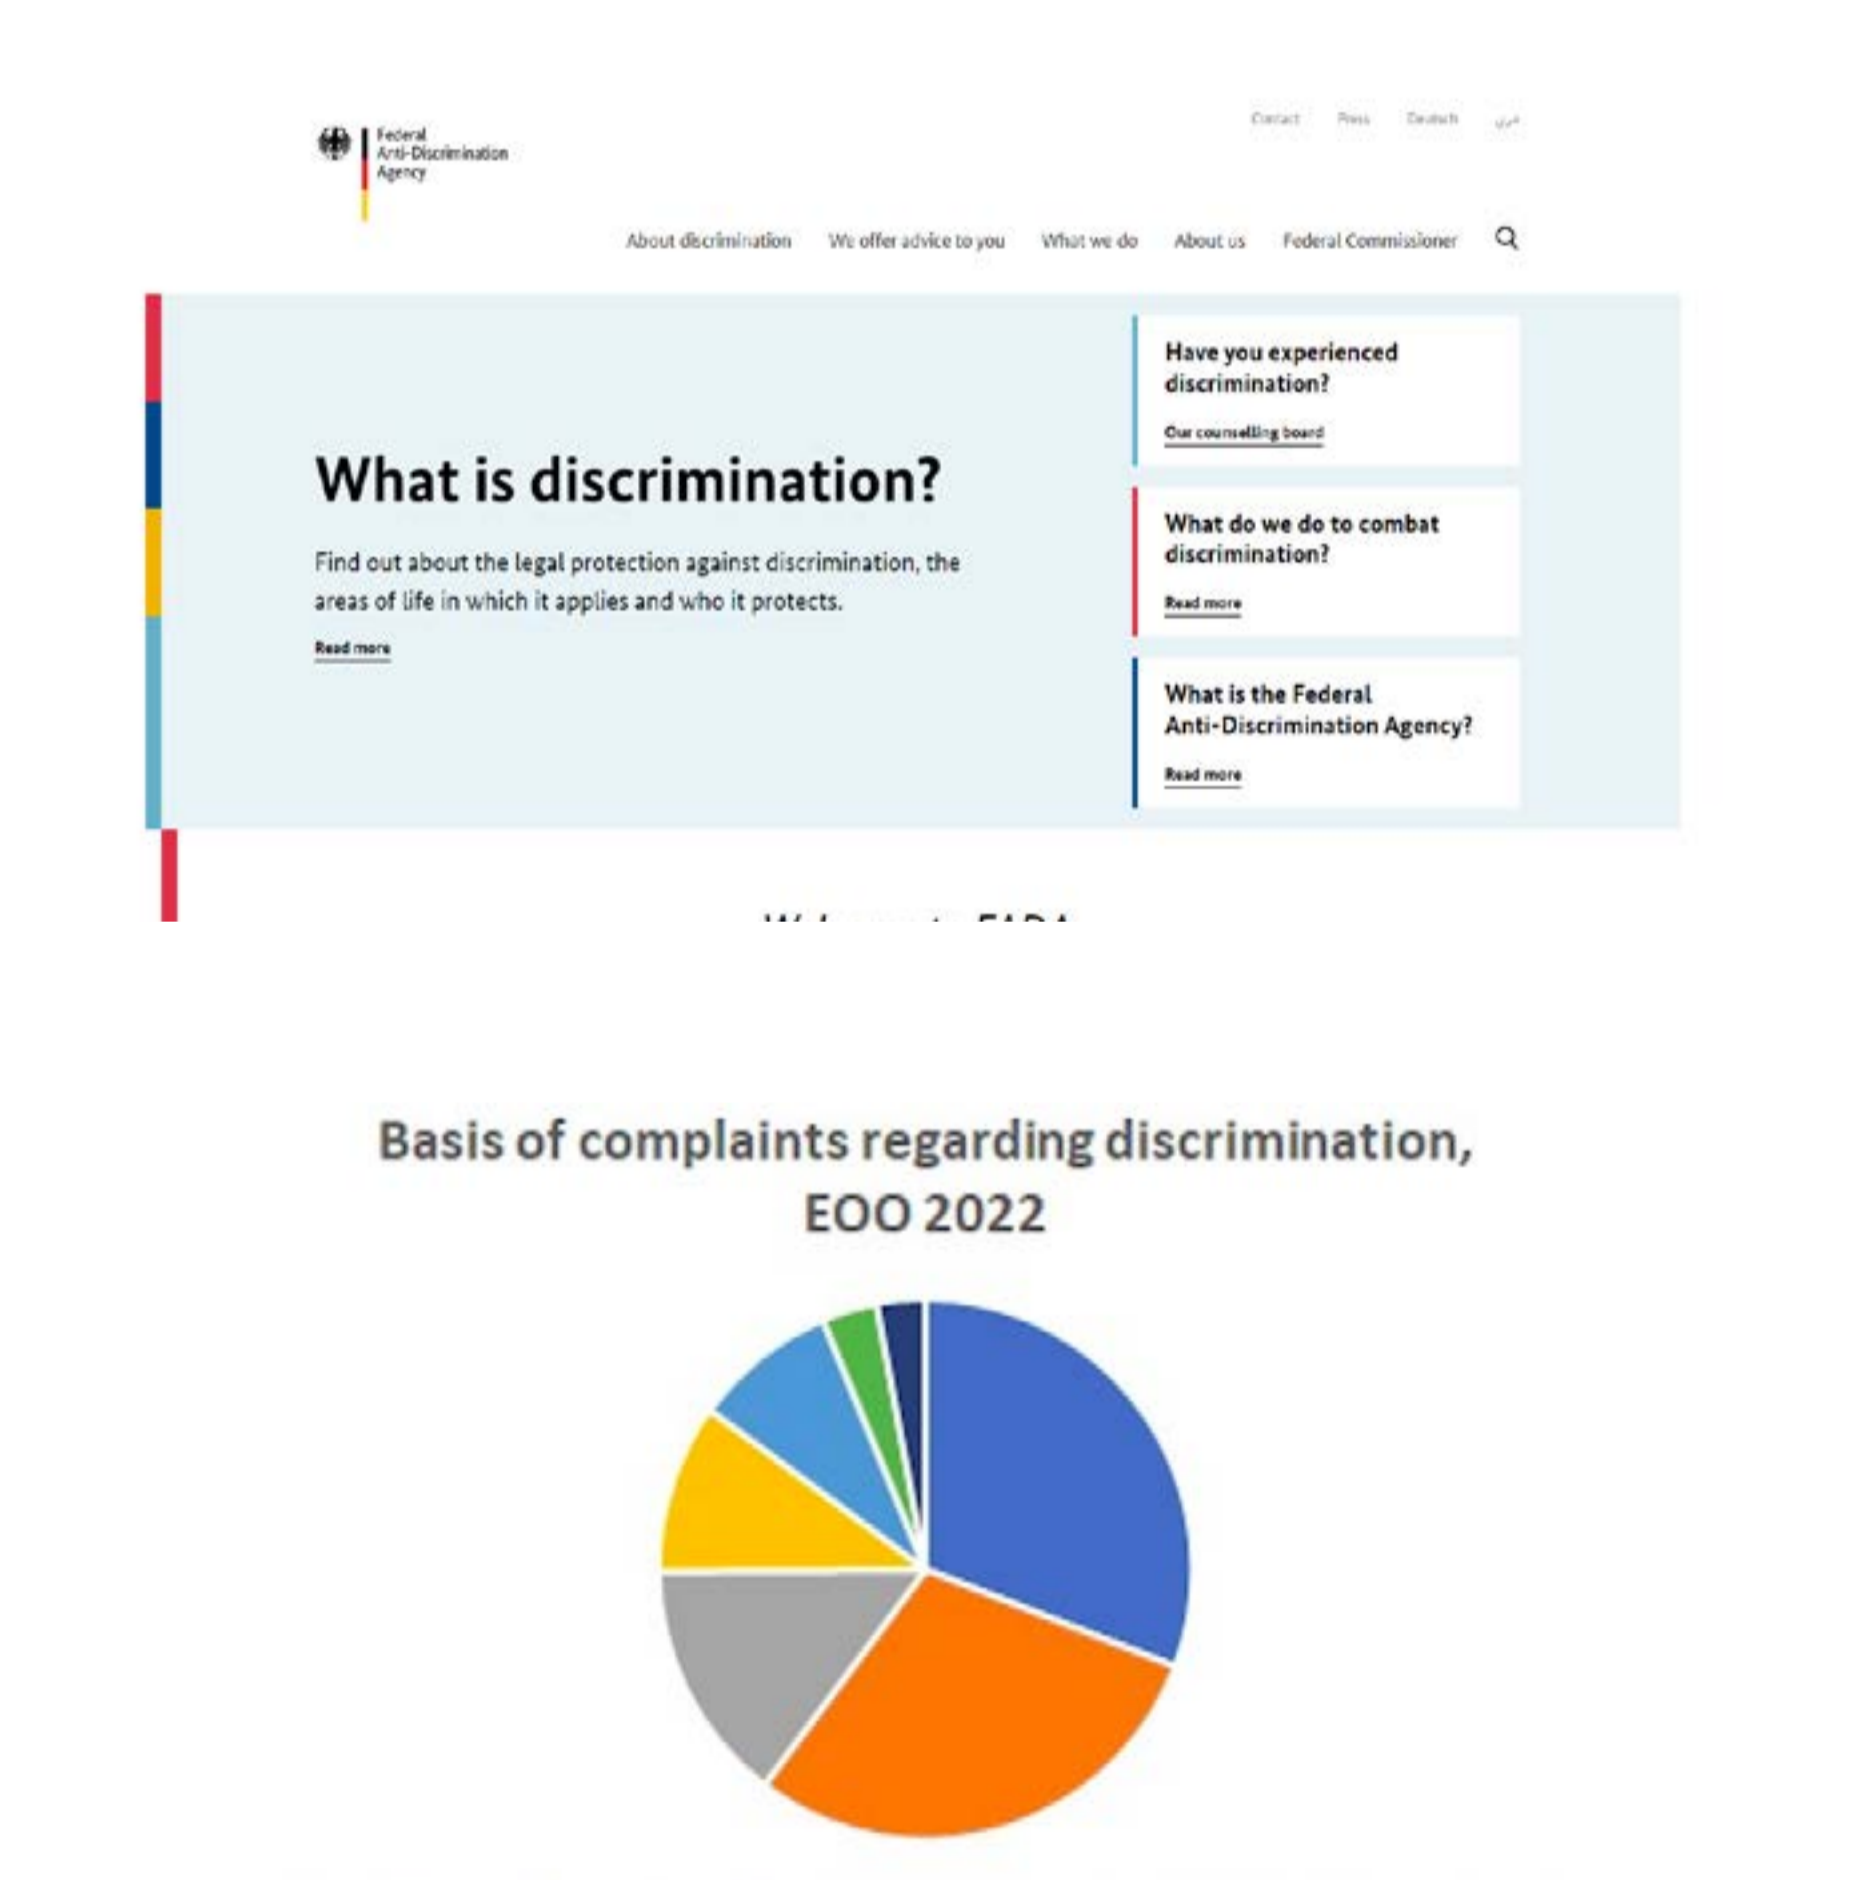 Federal
Anti-Discrimination
Agency
Contact Press Deutsch عربي
About discrimination We offer advice to you What we do About us Federal Commissioner
What is discrimination?
Find out about the legal protection against discrimination, the
areas of life in which it applies and who it protects.
Read more
Have you experienced
discrimination?
Our counselling board
What do we do to combat
discrimination?
Read more
What is the Federal
Anti-Discrimination Agency?
Read more
Basis of complaints regarding discrimination,
EOO 2022